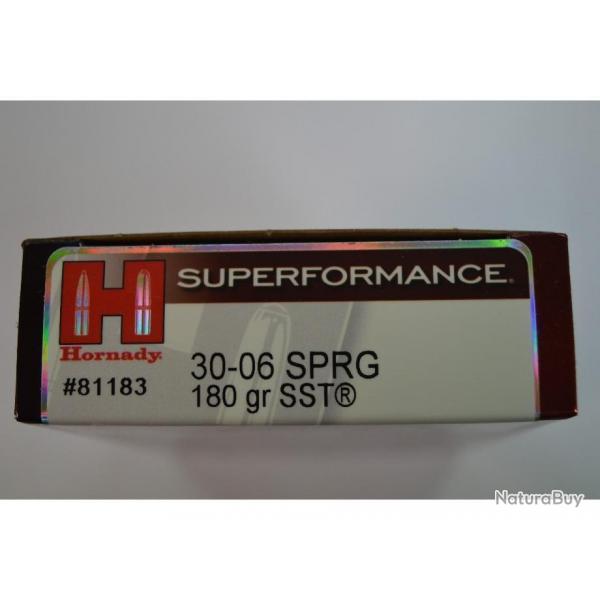 H
SUPERFORMANCE®
Hornady®
#81183
30-06 SPRG
180 gr SST®
NaturaBuy